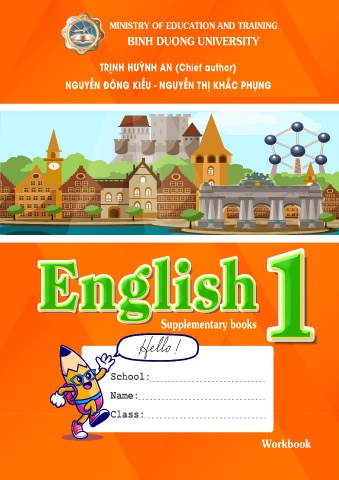 MINISTRY OF EDUCATION AND TRAINING
BINH DUONG UNIVERSITY
TRỊNH HUỲNH AN (Chief author)
NGUYỄN ĐÔNG KIỀU - NGUYỄN THỊ KHẮC PHỤNG
English 1
Supplementary books
Hello!
School:
Name:
Class:
Workbook